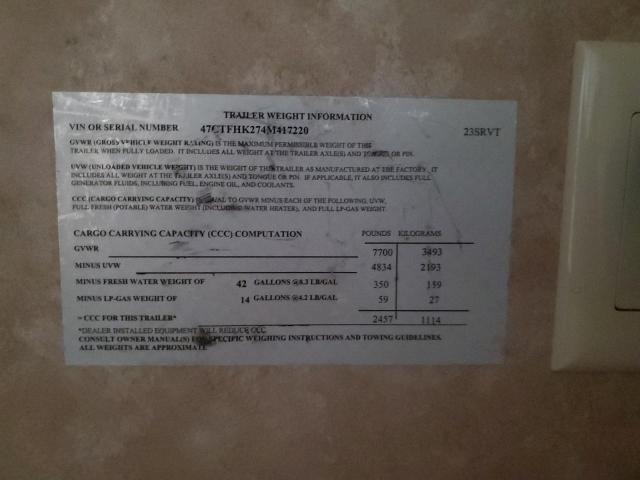 TRAILER WEIGHT INFORMATION
VIN OR SERIAL NUMBER 47CTFHK274M417220 23SRVT
GVWR (GROSS VEHICLE WEIGHT RATING) IS THE MAXIMUM PERMISSIBLE WEIGHT OF THE
TRAILER WHEN FULLY LOADED. IT INCLUDES ALL WEIGHT AT THE TRAILER AXLE(S) AND TONGUE OR PIN.
UVW (UNLOADED VEHICLE WEIGHT) IS THE WEIGHT OF THIS TRAILER AS MANUFACTURED AT THE FACTORY. IT
INCLUDES ALL WEIGHT AT THE TRAILER AXLE(S) AND TONGUE OR PIN. IF APPLICABLE, IT ALSO INCLUDES FULL
GENERATOR FLUIDS, INCLUDING FUEL, ENGINE OIL, AND COOLANTS.
CCC (CARGO CARRYING CAPACITY) IS EQUAL TO GVWR MINUS EACH OF THE FOLLOWING, UVW,
FULL FRESH (POTABLE) WATER WEIGHT (INCLUDING WATER HEATER), AND FULL LP-GAS WEIGHT.
CARGO CARRYING CAPACITY (CCC) COMPUTATION POUNDS KILOGRAMS
GVWR 7700 3493
MINUS UVW 4834 2193
MINUS FRESH WATER WEIGHT OF 42 GALLONS @8.3 LB/GAL 350 159
MINUS LP-GAS WEIGHT OF 14 GALLONS @4.2 LB/GAL 59 27
= CCC FOR THIS TRAILER* 2457 1114
*DEALER INSTALLED EQUIPMENT WILL REDUCE CCC.
CONSULT OWNER MANUAL(S) FOR SPECIFIC WEIGHING INSTRUCTIONS AND TOWING GUIDELINES.
ALL WEIGHTS ARE APPROXIMATE